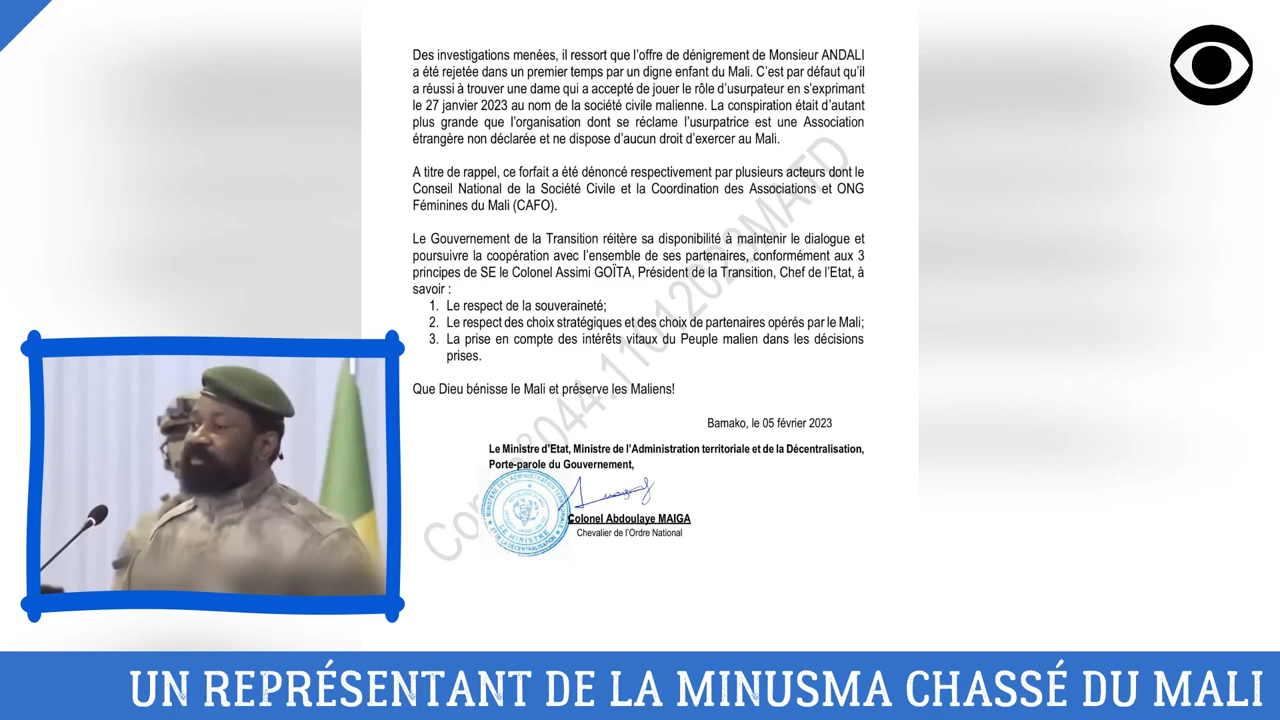 Des investigations menées, il ressort que l'offre de dénigrement de Monsieur ANDALI
a été rejetée dans un premier temps par un digne enfant du Mali. C'est par défaut qu'il
a réussi à trouver une dame qui a accepté de jouer le rôle d'usurpateur en s'exprimant
le 27 janvier 2023 au nom de la société civile malienne. La conspiration était d'autant
plus grande que l'organisation dont se réclame l'usurpatrice est une Association
étrangère non déclarée et ne dispose d'aucun droit d'exercer au Mali.
A titre de rappel, ce forfait a été dénoncé respectivement par plusieurs acteurs dont le
Conseil National de la Société Civile et la Coordination des Associations et ONG
Féminines du Mali (CAFO).
Le Gouvernement de la Transition réitère sa disponibilité à maintenir le dialogue et
poursuivre la coopération avec l'ensemble de ses partenaires, conformément aux 3
principes de SE le Colonel Assimi GOÏTA, Président de la Transition, Chef de l'Etat, à
savoir :
1. Le respect de la souveraineté;
2. Le respect des choix stratégiques et des choix de partenaires opérés par le Mali;
3. La prise en compte des intérêts vitaux du Peuple malien dans les décisions
prises.
Que Dieu bénisse le Mali et préserve les Maliens!
Bamako, le 05 février 2023
Le Ministre d'Etat, Ministre de l'Administration territoriale et de la Décentralisation,
Porte-parole du Gouvernement,
LE MINISTRE
Colonel Abdoulaye MAIGA
Chevalier de l'Ordre National
UN REPRÉSENTANT DE LA MINUSMA CHASSÉ DU MALI